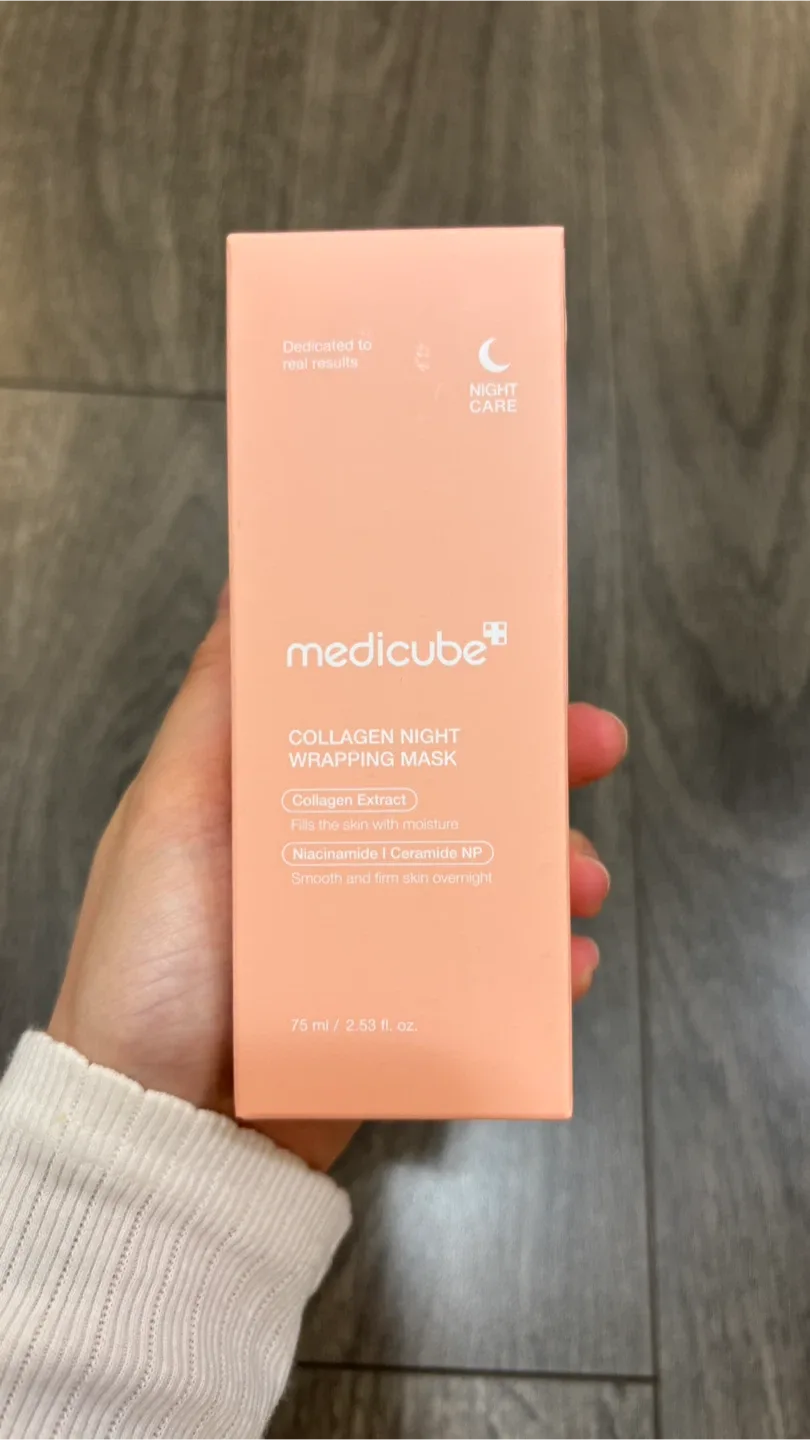 Dedicated to
real results
NIGHT
CARE
medicube
COLLAGEN NIGHT
WRAPPING MASK
Collagen Extract
Fills the skin with moisture
Niacinamide | Ceramide NP
Smooth and firm skin overnight
75 ml / 2.53 fl. oz.